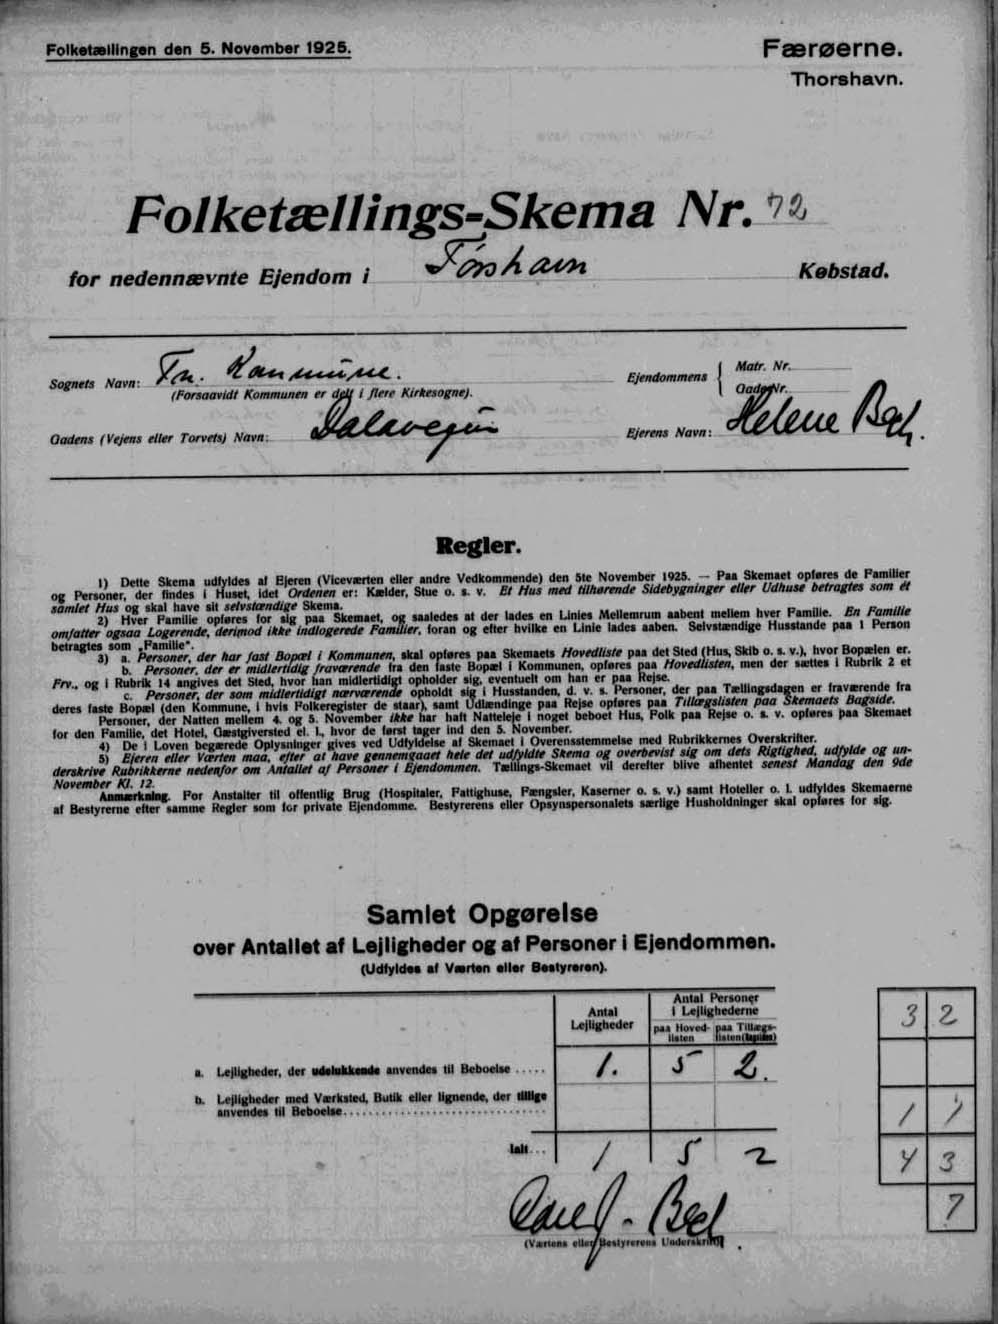 Folketællingen den 5. November 1925.
Færøerne.
Thorshavn.
Folketællings-Skema Nr. 72
for nedennævnte Ejendom i Tórshavn Købstad.
Sognets Navn: Tn. Kommune.
(Forsaavidt Kommunen er delt i flere Kirkesogne).
Ejendommens { Matr. Nr.
Gade Nr.
Gadens (Vejens eller Torvets) Navn: Dalavegur
Ejerens Navn: Helene Beck.
Regler.
1) Dette Skema udfyldes af Ejeren (Viceværten eller andre Vedkommende) den 5te November 1925. — Paa Skemaet opføres de Familier
og Personer, der findes i Huset, idet Ordenen er: Kælder, Stue o. s. v. Et Hus med tilhørende Sidebygninger eller Udhuse betragtes som ét
samlet Hus og skal have sit selvstændige Skema.
2) Hver Familie opføres for sig paa Skemaet, og saaledes at der lades en Linies Mellemrum aabent mellem hver Familie. En Familie
omfatter ogsaa Logerende, derimod ikke indlogerede Familier, foran og efter hvilke en Linie lades aaben. Selvstændige Husstande paa 1 Person
betragtes som „Familie".
3) a. Personer, der har fast Bopæl i Kommunen, skal opføres paa Skemaets Hovedliste paa det Sted (Hus, Skib o. s. v.), hvor Bopælen er.
b. Personer, der er midlertidig fraværende fra den faste Bopæl i Kommunen, opføres paa Hovedlisten, men der sættes i Rubrik 2 et
Frv., og i Rubrik 14 angives det Sted, hvor han midlertidigt opholder sig, eventuelt om han er paa Rejse.
c. Personer, der som midlertidigt nærværende opholdt sig i Husstanden, d. v. s. Personer, der paa Tællingsdagen er fraværende fra
deres faste Bopæl (den Kommune, i hvis Folkeregister de staar), samt Udlændinge paa Rejse opføres paa Tillægslisten paa Skemaets Bagside.
Personer, der Natten mellem 4. og 5. November ikke har haft Natteleje i noget beboet Hus, Folk paa Rejse o. s. v. opføres paa Skemaet
for den Familie, det Hotel, Gæstgiversted el. l., hvor de først tager ind den 5. November.
4) De i Loven begærede Oplysninger gives ved Udfyldelse af Skemaet i Overensstemmelse med Rubrikkernes Overskrifter.
5) Ejeren eller Værten maa, efter at have gennemgaaet hele det udfyldte Skema og overbevist sig om dets Rigtighed, udfylde og un-
derskrive Rubrikkerne nedenfor om Antallet af Personer i Ejendommen. Tællings-Skemaet vil derefter blive afhentet senest Mandag den 9de
November Kl. 12.
Anmærkning. For Anstalter til offentlig Brug (Hospitaler, Fattighuse, Fængsler, Kaserner o. s. v.) samt Hoteller o. l. udfyldes Skemaerne
af Bestyrerne efter samme Regler som for private Ejendomme. Bestyrerens eller Opsynspersonalets særlige Husholdninger skal opføres for sig.
Samlet Opgørelse
over Antallet af Lejligheder og af Personer i Ejendommen.
(Udfyldes af Værten eller Bestyreren).
Antal Lejligheder
Antal Personer i Lejlighederne
paa Hoved-listen
paa Tillægs-listen
3 2
a. Lejligheder, der udelukkende anvendes til Beboelse ..... 1. 5 2.
b. Lejligheder med Værksted, Butik eller lignende, der tillige
anvendes til Beboelse
1 1
Ialt... 1 5 2
4 3
7
Beck
(Værtens eller Bestyrerens Underskrift)